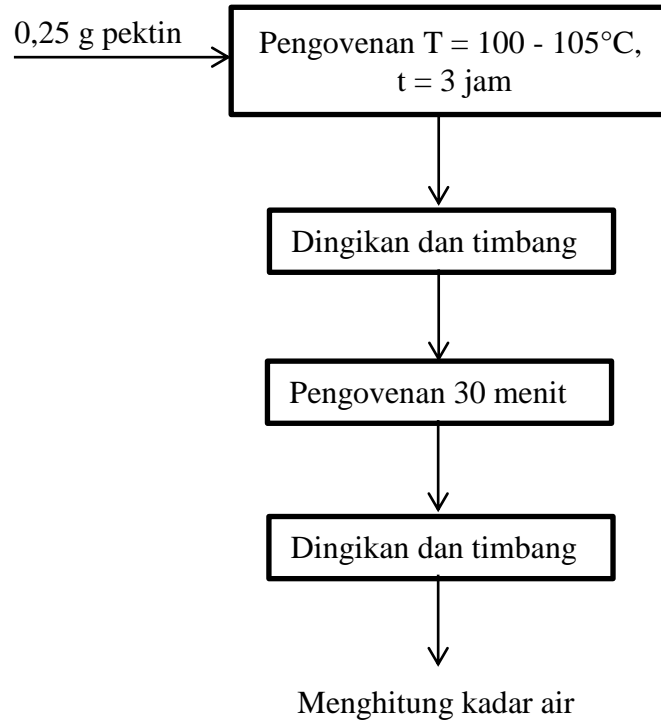 0,25 g pektin
Pengovenan T = 100 - 105°C,
t = 3 jam
Dingikan dan timbang
Pengovenan 30 menit
Dingikan dan timbang
Menghitung kadar air